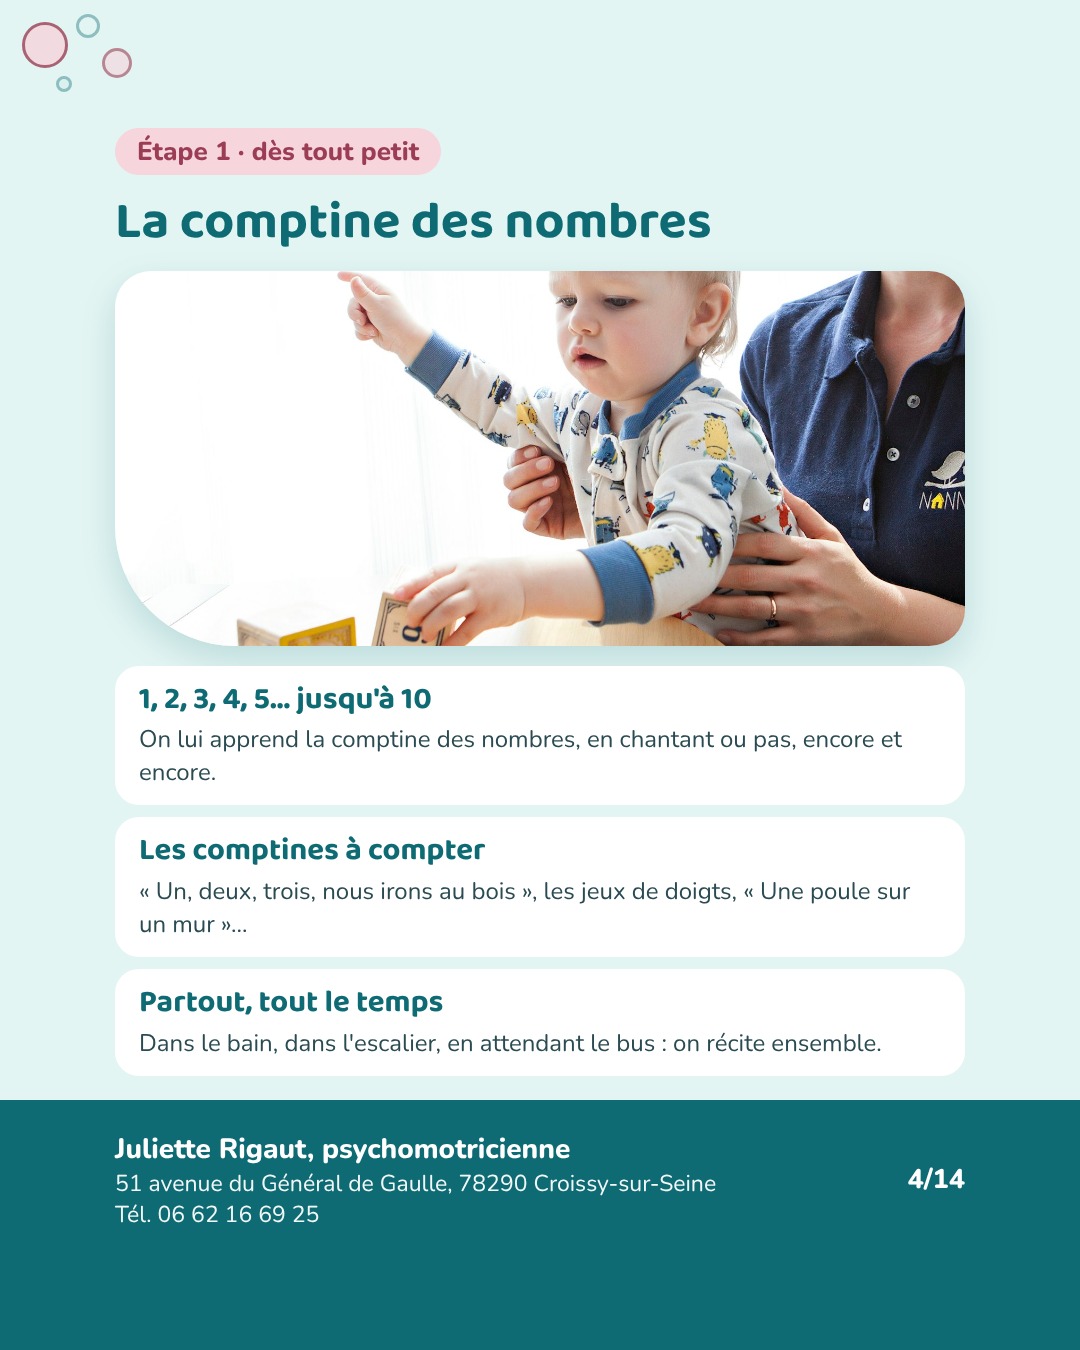 Étape 1 · dès tout petit
La comptine des nombres
1, 2, 3, 4, 5... jusqu'à 10
On lui apprend la comptine des nombres, en chantant ou pas, encore et
encore.
Les comptines à compter
« Un, deux, trois, nous irons au bois », les jeux de doigts, « Une poule sur
un mur »...
Partout, tout le temps
Dans le bain, dans l'escalier, en attendant le bus : on récite ensemble.
Juliette Rigaut, psychomotricienne
51 avenue du Général de Gaulle, 78290 Croissy-sur-Seine
Tél. 06 62 16 69 25
4/14